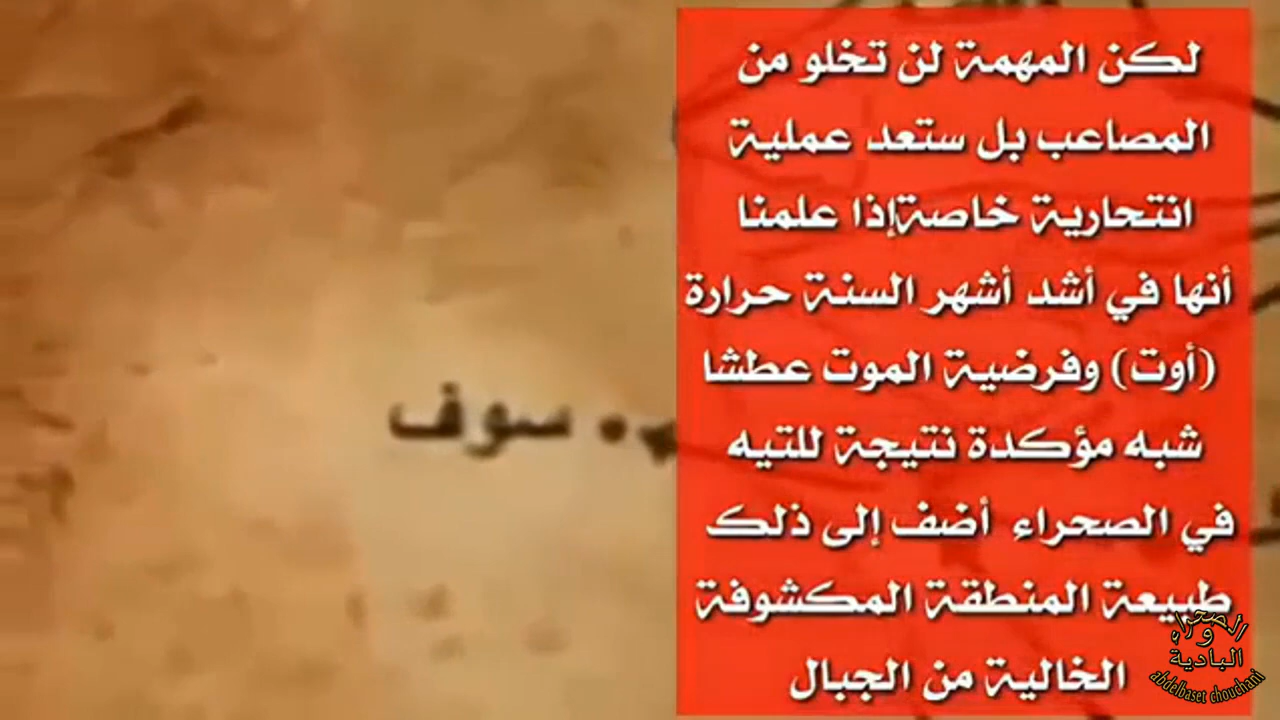 لكن المهمة لن تخلو من
المصاعب بل ستعد عملية
انتحارية خاصةإذا علمنا
أنها في أشد أشهر السنة حرارة
(أوت) وفرضية الموت عطشا
شبه مؤكدة نتيجة للتيه
في الصحراء أضف إلى ذلك
طبيعة المنطقة المكشوفة
الخالية من الجبال
سوف
الصحراء
و
البادية
abdelbaset chouchani